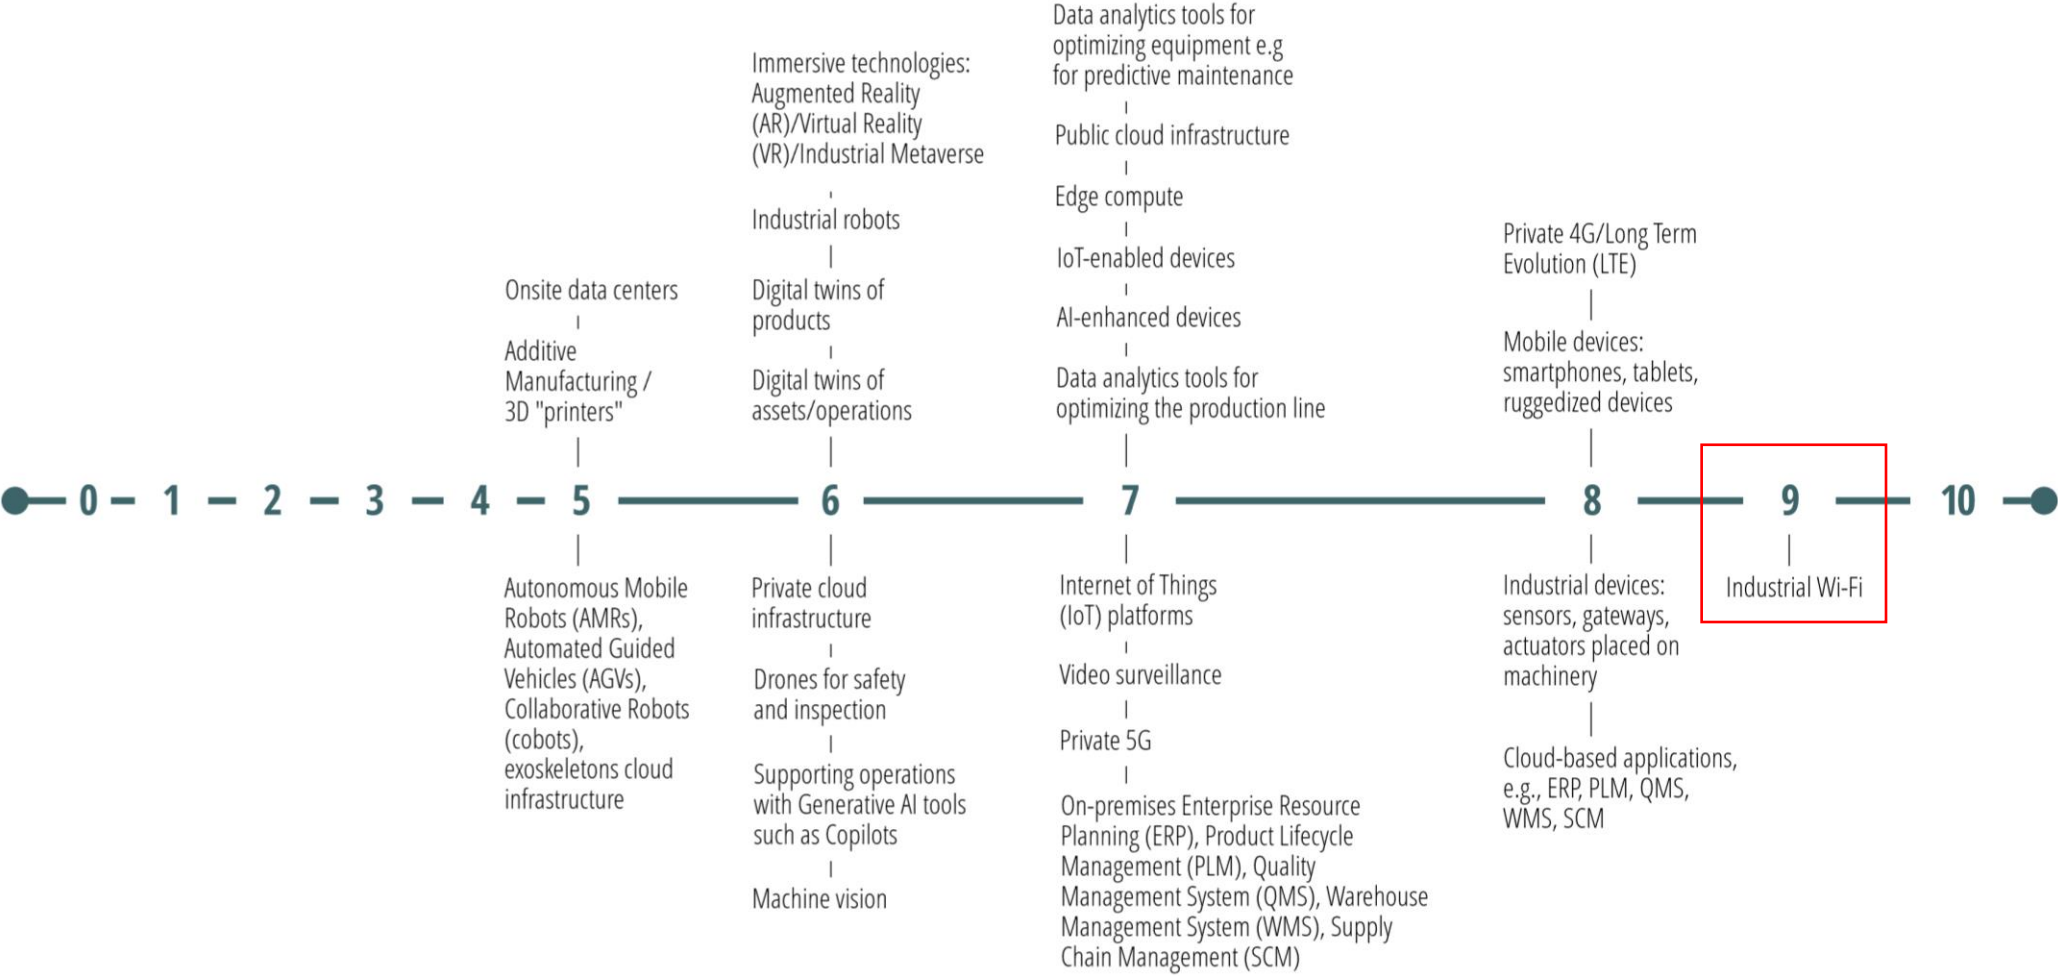 Data analytics tools for
optimizing equipment e.g
for predictive maintenance
Immersive technologies:
Augmented Reality
(AR)/Virtual Reality
(VR)/Industrial Metaverse
Public cloud infrastructure
Edge compute
Industrial robots
Private 4G/Long Term
Evolution (LTE)
IoT-enabled devices
Onsite data centers
Digital twins of
products
AI-enhanced devices
Mobile devices:
smartphones, tablets,
ruggedized devices
Additive
Manufacturing /
3D "printers"
Digital twins of
assets/operations
Data analytics tools for
optimizing the production line
0 1 2 3 4 5 6 7 8 9 10
Autonomous Mobile
Robots (AMRs),
Automated Guided
Vehicles (AGVs),
Collaborative Robots
(cobots),
exoskeletons cloud
infrastructure
Private cloud
infrastructure
Drones for safety
and inspection
Supporting operations
with Generative AI tools
such as Copilots
Machine vision
Internet of Things
(IoT) platforms
Video surveillance
Private 5G
On-premises Enterprise Resource
Planning (ERP), Product Lifecycle
Management (PLM), Quality
Management System (QMS), Warehouse
Management System (WMS), Supply
Chain Management (SCM)
Industrial devices:
sensors, gateways,
actuators placed on
machinery
Cloud-based applications,
e.g., ERP, PLM, QMS,
WMS, SCM
Industrial Wi-Fi